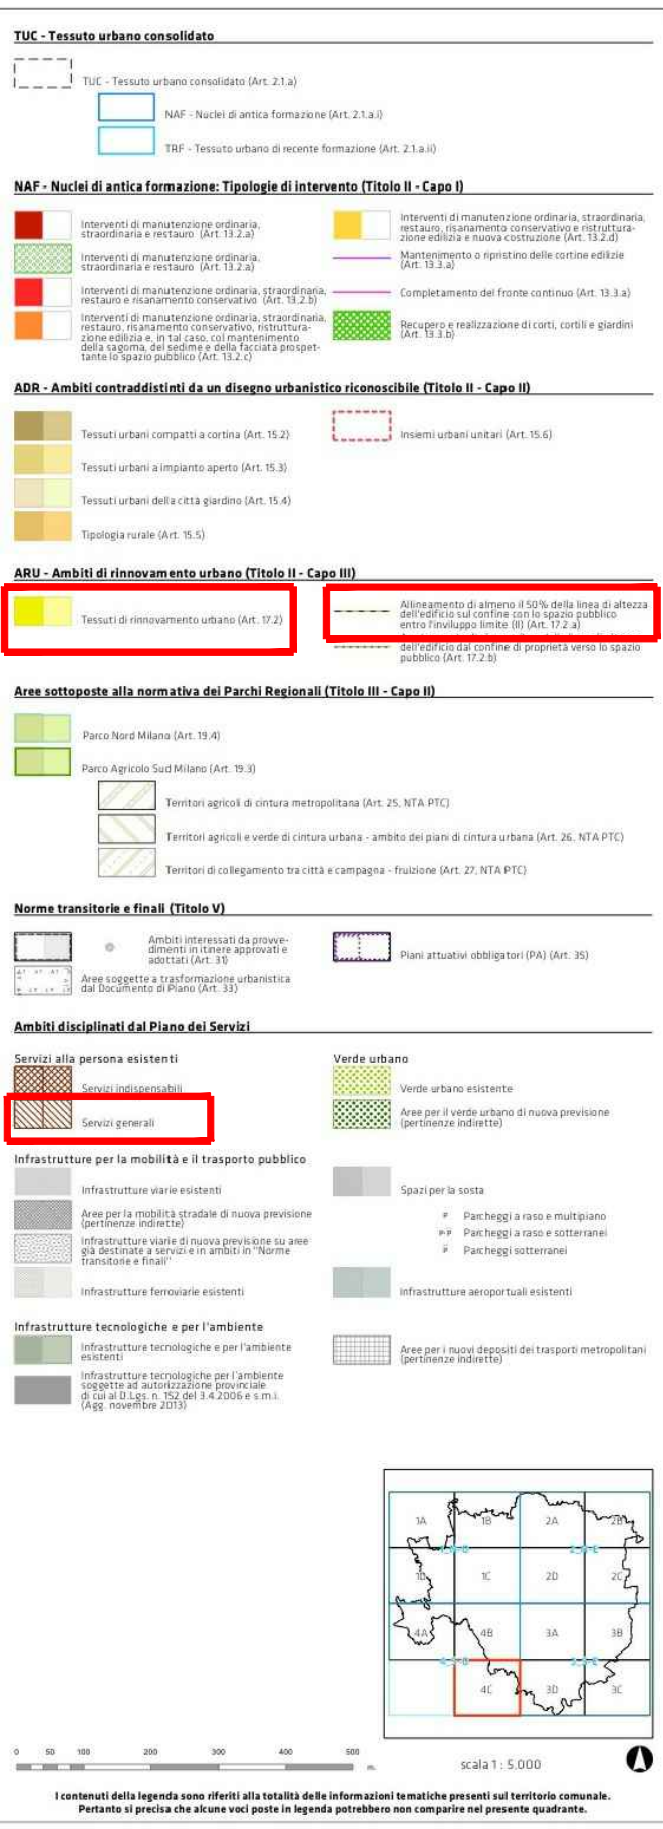 TUC - Tessuto urbano consolidato
TUC - Tessuto urbano consolidato (Art. 2.1.a)
NAF - Nuclei di antica formazione (Art. 2.1.a.i)
TRF - Tessuto urbano di recente formazione (Art. 2.1.a.ii)
NAF - Nuclei di antica formazione: Tipologie di intervento (Titolo II - Capo I)
Interventi di manutenzione ordinaria,
straordinaria e restauro (Art. 13.2.a)
Interventi di manutenzione ordinaria,
straordinaria e restauro (Art. 13.2.a)
Interventi di manutenzione ordinaria, straordinaria,
restauro e risanamento conservativo (Art. 13.2.b)
Interventi di manutenzione ordinaria, straordinaria,
restauro, risanamento conservativo, ristruttura-
zione edilizia e, in tal caso, col mantenimento
della sagoma, del sedime e della facciata prospet-
tante lo spazio pubblico (Art. 13.2.c)
Interventi di manutenzione ordinaria, straordinaria,
restauro, risanamento conservativo e ristruttura-
zione edilizia e nuova costruzione (Art. 13.2.d)
Mantenimento o ripristino delle cortine edilizie
(Art. 13.3.a)
Completamento del fronte continuo (Art. 13.3.a)
Recupero e realizzazione di corti, cortili e giardini
(Art. 13.3.b)
ADR - Ambiti contraddistinti da un disegno urbanistico riconoscibile (Titolo II - Capo II)
Tessuti urbani compatti a cortina (Art. 15.2)
Tessuti urbani a impianto aperto (Art. 15.3)
Tessuti urbani della città giardino (Art. 15.4)
Tipologia rurale (Art. 15.5)
Insiemi urbani unitari (Art. 15.6)
ARU - Ambiti di rinnovamento urbano (Titolo II - Capo III)
Tessuti di rinnovamento urbano (Art. 17.2)
Allineamento di almeno il 50% della linea di altezza
dell'edificio sul confine con lo spazio pubblico
entro l'inviluppo limite (II) (Art. 17.2.a)
dell'edificio dal confine di proprietà verso lo spazio
pubblico (Art. 17.2.b)
Aree sottoposte alla normativa dei Parchi Regionali (Titolo III - Capo II)
Parco Nord Milano (Art. 19.4)
Parco Agricolo Sud Milano (Art. 19.3)
Territori agricoli di cintura metropolitana (Art. 25, NTA PTC)
Territori agricoli e verde di cintura urbana - ambito dei piani di cintura urbana (Art. 26, NTA PTC)
Territori di collegamento tra città e campagna - fruizione (Art. 27, NTA PTC)
Norme transitorie e finali (Titolo V)
Ambiti interessati da provve-
dimenti in itinere approvati e
adottati (Art. 31)
Aree soggette a trasformazione urbanistica
dal Documento di Piano (Art. 33)
Piani attuativi obbligatori (PA) (Art. 35)
Ambiti disciplinati dal Piano dei Servizi
Servizi alla persona esistenti
Servizi indispensabili
Servizi generali
Verde urbano
Verde urbano esistente
Aree per il verde urbano di nuova previsione
(pertinenze indirette)
Infrastrutture per la mobilità e il trasporto pubblico
Infrastrutture viarie esistenti
Aree per la mobilità stradale di nuova previsione
(pertinenze indirette)
Infrastrutture viarie di nuova previsione su aree
già destinate a servizi e in ambiti in "Norme
transitorie e finali"
Infrastrutture ferroviarie esistenti
Spazi per la sosta
P Parcheggi a raso e multipiano
P-P Parcheggi a raso e sotterranei
P Parcheggi sotterranei
Infrastrutture aeroportuali esistenti
Infrastrutture tecnologiche e per l'ambiente
Infrastrutture tecnologiche e per l'ambiente
esistenti
Infrastrutture tecnologiche per l'ambiente
soggette ad autorizzazione provinciale
di cui al D.Lgs. n. 152 del 3.4.2006 e s.m.i.
(Agg. novembre 2013)
Aree per i nuovi depositi dei trasporti metropolitani
(pertinenze indirette)
1A 1B 2A 2B
1D 1C 2D 2C
4A 4B 3A 3B
4C 3D 3C
0 50 100 200 300 400 500
m.
scala 1 : 5.000
I contenuti della legenda sono riferiti alla totalità delle informazioni tematiche presenti sul territorio comunale.
Pertanto si precisa che alcune voci poste in legenda potrebbero non comparire nel presente quadrante.